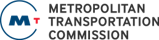 M T
METROPOLITAN
TRANSPORTATION
COMMISSION